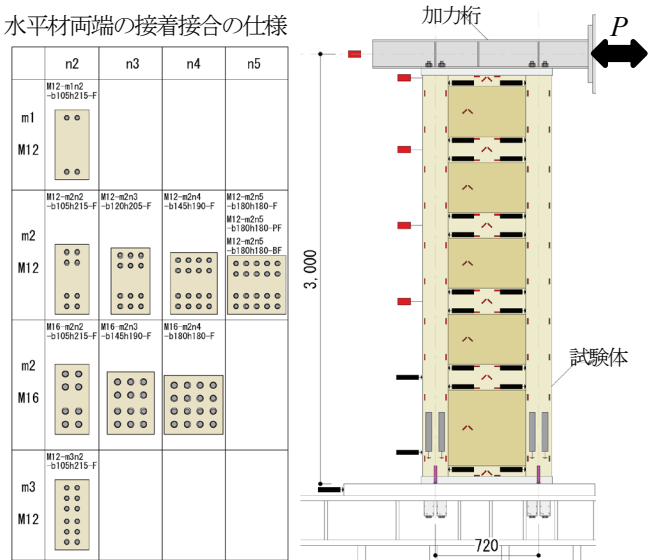 水平材両端の接着接合の仕様
n2 n3 n4 n5
m1
M12
M12-m1n2
-b105h215-F
m2
M12
M12-m2n2
-b105h215-F
M12-m2n3
-b120h205-F
M12-m2n4
-b145h190-F
M12-m2n5
-b180h180-F
M12-m2n5
-b180h180-PF
M12-m2n5
-b180h180-BF
m2
M16
M16-m2n2
-b105h215-F
M16-m2n3
-b145h190-F
M16-m2n4
-b180h180-F
m3
M12
M12-m3n2
-b105h215-F
加力桁
P
3,000
試験体
720